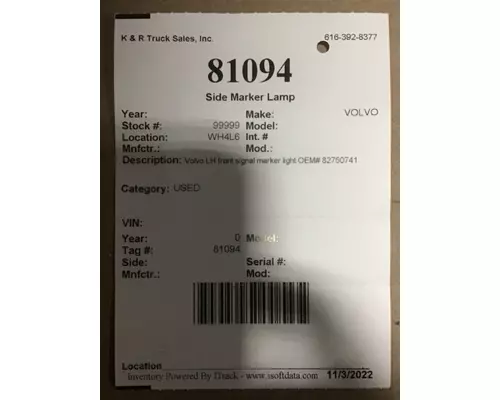 K & R Truck Sales, Inc. 616-392-8377
81094
Side Marker Lamp
Year: Make: VOLVO
Stock #: 99999 Model:
Location: WH4L6 Int. #
Mnfctr.: Mod.:
Description: Volvo LH front signal marker light OEM# 82750741
Category: USED
VIN:
Year: 0 Model:
Tag #: 81094
Side: Serial #:
Mnfctr.: Mod:
Location
Inventory Powered By ITrack - www.isoftdata.com 11/3/2022